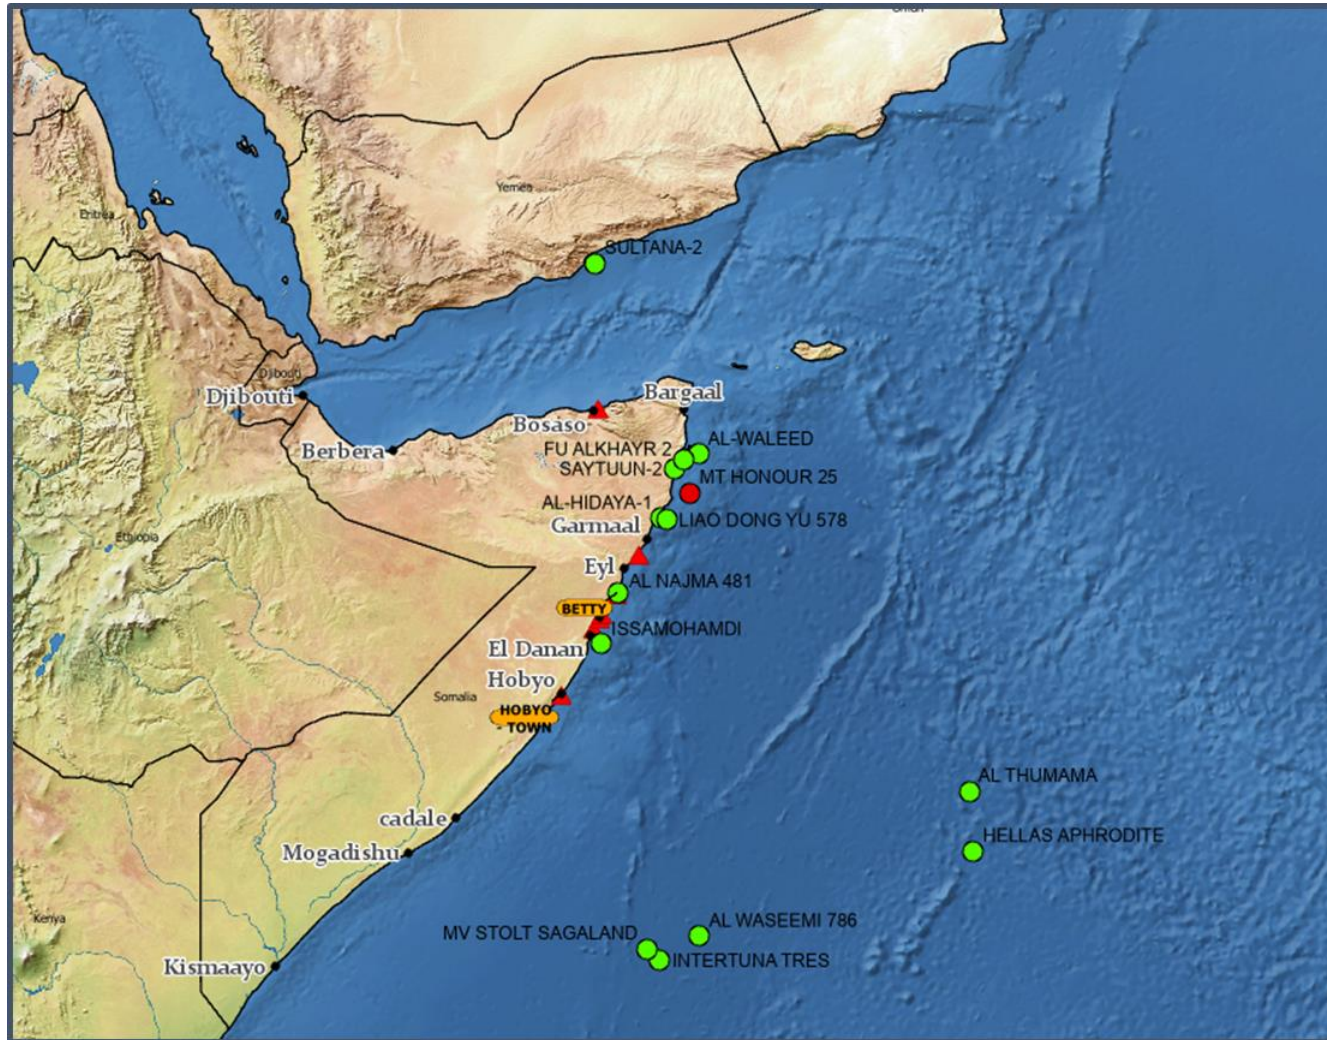 Oman
Yemen
Eritrea
SULTANA-2
Djibouti
Djibouti
Bargaal
Bosaso
Berbera
AL-WALEED
FU ALKHAYR 2
SAYTUUN-2
MT HONOUR 25
AL-HIDAYA-1
LIAO DONG YU 578
Garmaal
Ethiopia
Eyl
AL NAJMA 481
BETTY
ISSAMOHAMDI
El Danan
Hobyo
Somalia
HOBYO
- TOWN
AL THUMAMA
cadale
HELLAS APHRODITE
Mogadishu
Kenya
AL WASEEMI 786
MV STOLT SAGALAND
INTERTUNA TRES
Kismaayo